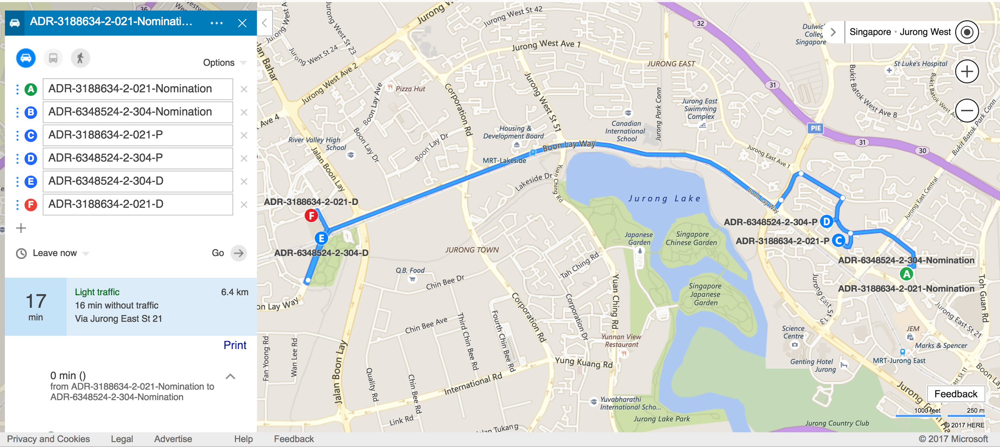 ADR-3188634-2-021-Nominati...
Options
A ADR-3188634-2-021-Nomination
B ADR-6348524-2-304-Nomination
C ADR-3188634-2-021-P
D ADR-6348524-2-304-P
E ADR-6348524-2-304-D
F ADR-3188634-2-021-D
Leave now
Go
17
min
Light traffic
6.4 km
16 min without traffic
Via Jurong East St 21
Print
0 min ()
from ADR-3188634-2-021-Nomination to
ADR-6348524-2-304-Nomination
36
Jurong West St 24
Jurong West St 23
Jurong West Ave 2
Jalan Boon Lay
Boon Lay Ave
Pizza Hut
Corporation Rd
Jurong West St 42
Jurong West Ave 1
Jurong West St 51
JURONG EAST
32
31
Dulwic
Colleg
Singapore
Singapore • Jurong West
St Luke's Hospital
Bukit Batok West Ave 8
Bukit Batok Park Conn
PIE
31
30
Ave 4
River Valley High
School
Boon Lay Dr
Boon Lay Dr
Housing &
Development Board
MRT-Lakeside
Boon Lay Way
Canadian
International
School
Jurong Park Conn
Jurong East
Swimming
Complex
Jurong East Ave 1
Boon Lay Way
Jurong East Central
Lakeside Dr
Yuan Ching Rd
Jurong Lake
ADR-3188634-2-021-D
F
E
ADR-6348524-2-304-D
ADR-6348524-2-304-P
D
ADR-3188634-2-021-P
C
ADR-6348524-2-304-Nomination
A
ADR-3188634-2-021-Nomination
Japanese
Garden
Singapore
Chinese Garden
JURONG TOWN
Tah Ching Rd
Q.B. Food
Chin Bee Dr
Singapore
Japanese
Garden
Jurong East St 13
Toh Guan Rd
on Lay Way
Corporation Rd
Corporation Dr
Yuan Ching Rd
Jurong East St 21
Chin Bee Ave
Third Chin Bee Rd
Fourth Chin Bee Rd
Yunnan View
Restaurant
Science
Centre
JEM
Marks & Spencer
Fan Yoong Rd
Wan Lee Rd
Jalan Boon Lay
Quality Rd
Chin Bee Rd
International Rd
Yung Kuang Rd
Genting Hotel
Jurong
MRT-Jurong East
Link Rd
Yuvabharathi
International Scho...
Jurong Lake Park
Jurong Country Club
Feedback
1000 feet
250 m
© 2017 HERE
Privacy and Cookies
Legal
Advertise
Help
Feedback
© 2017 Microsoft